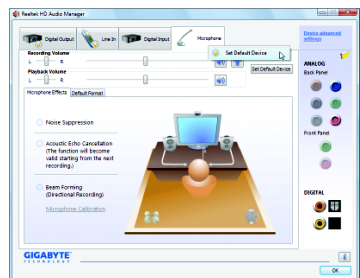 Realtek HD Audio Manager
Digital Output
Line In
Digital Input
Microphone
Device advanced
settings
Set Default Device
Recording Volume
L
R
Set Default Device
Playback Volume
L
R
ANALOG
Back Panel
Microphone Effects
Default Format
Noise Suppression
Acoustic Echo Cancellation
(The function will become
valid starting from the next
recording.)
Front Panel
Beam Forming
(Directional Recording)
Microphone Calibration
DIGITAL
GIGABYTE
TECHNOLOGY
OK